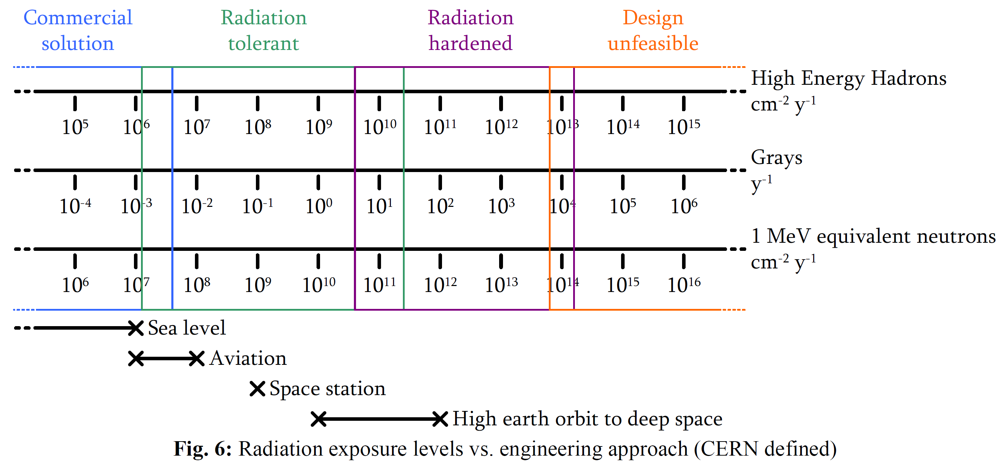 Commercial solution
Radiation tolerant
Radiation hardened
Design unfeasible
High Energy Hadrons
cm⁻² y⁻¹
10⁵ 10⁶ 10⁷ 10⁸ 10⁹ 10¹⁰ 10¹¹ 10¹² 10¹³ 10¹⁴ 10¹⁵
Grays
y⁻¹
10⁻⁴ 10⁻³ 10⁻² 10⁻¹ 10⁰ 10¹ 10² 10³ 10⁴ 10⁵ 10⁶
1 MeV equivalent neutrons
cm⁻² y⁻¹
10⁶ 10⁷ 10⁸ 10⁹ 10¹⁰ 10¹¹ 10¹² 10¹³ 10¹⁴ 10¹⁵ 10¹⁶
Sea level
Aviation
Space station
High earth orbit to deep space
Fig. 6: Radiation exposure levels vs. engineering approach (CERN defined)